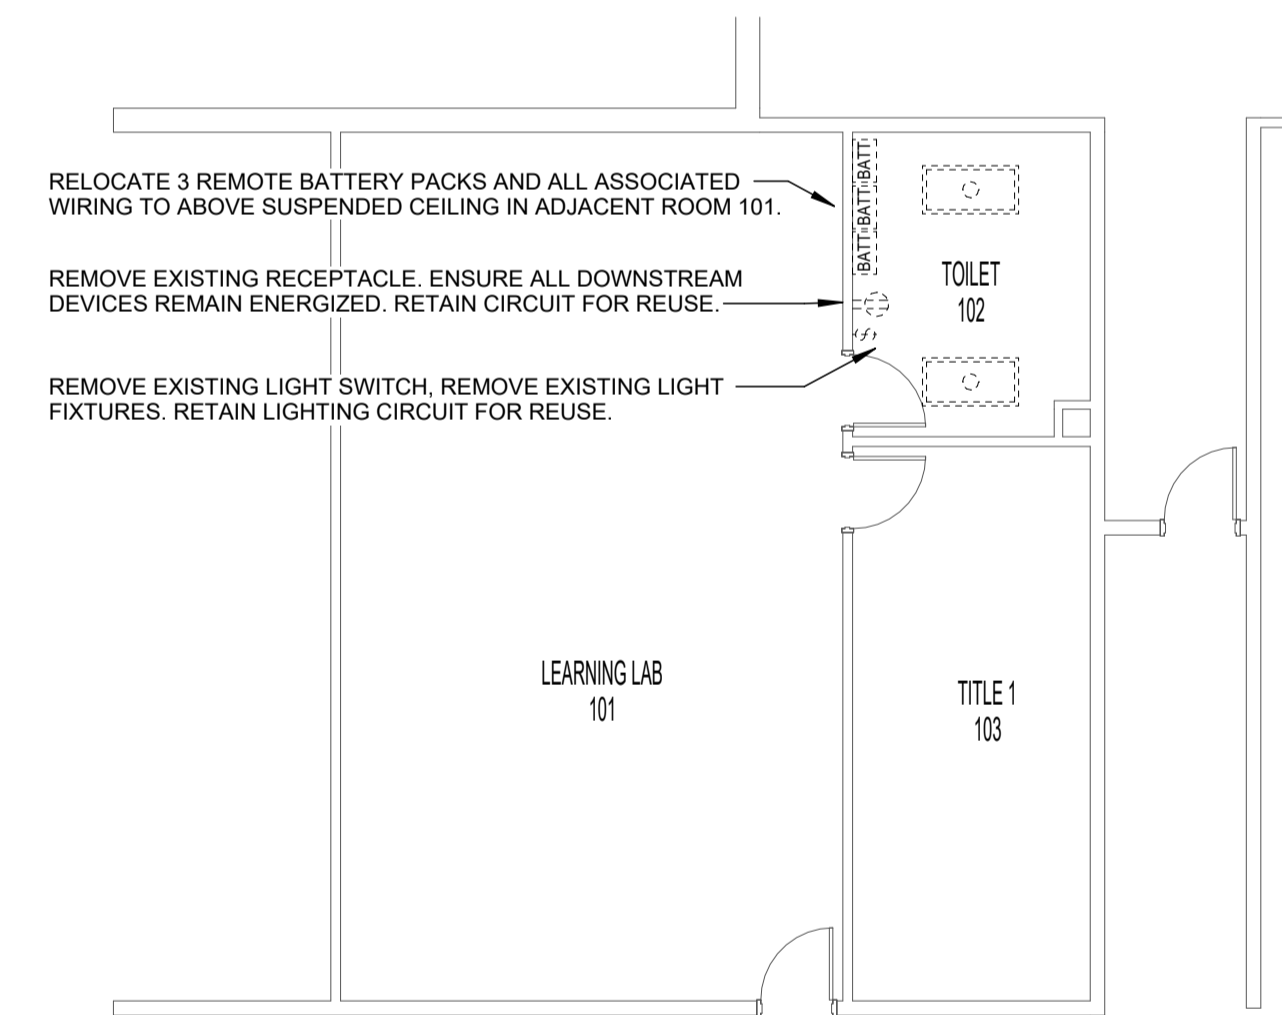 RELOCATE 3 REMOTE BATTERY PACKS AND ALL ASSOCIATED
WIRING TO ABOVE SUSPENDED CEILING IN ADJACENT ROOM 101.
REMOVE EXISTING RECEPTACLE. ENSURE ALL DOWNSTREAM
DEVICES REMAIN ENERGIZED. RETAIN CIRCUIT FOR REUSE.
REMOVE EXISTING LIGHT SWITCH, REMOVE EXISTING LIGHT
FIXTURES. RETAIN LIGHTING CIRCUIT FOR REUSE.
BATT
BATT
BATT
TOILET
102
LEARNING LAB
101
TITLE 1
103